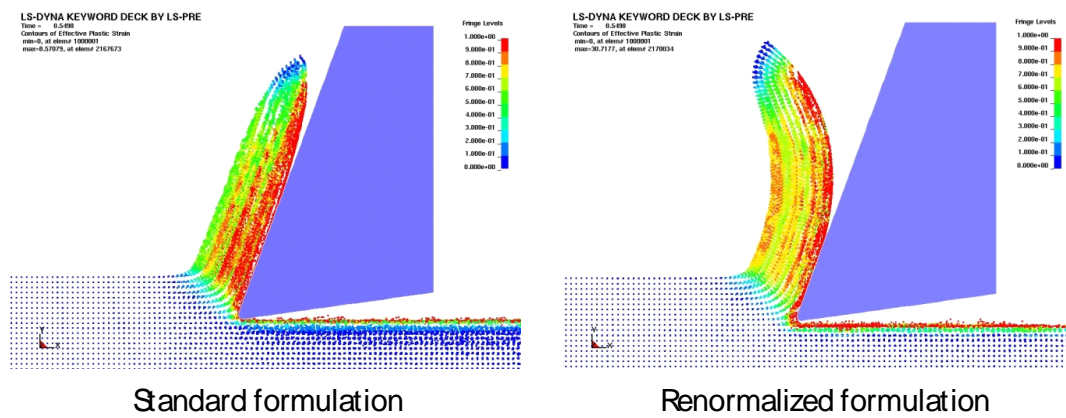 LS-DYNA KEYWORD DECK BY LS-PRE
Time = 8.5498
Contours of Effective Plastic Strain
min=0, at elem# 1000001
max=8.57079, at elem# 2167673
Fringe Levels
1.000e+00
9.000e-01
8.000e-01
7.000e-01
6.000e-01
5.000e-01
4.000e-01
3.000e-01
2.000e-01
1.000e-01
0.000e+00
Y
X
Standard formulation
LS-DYNA KEYWORD DECK BY LS-PRE
Time = 8.5498
Contours of Effective Plastic Strain
min=0, at elem# 1000001
max=30.7177, at elem# 2170034
Fringe Levels
1.000e+00
9.000e-01
8.000e-01
7.000e-01
6.000e-01
5.000e-01
4.000e-01
3.000e-01
2.000e-01
1.000e-01
0.000e+00
Y
X
Renormalized formulation